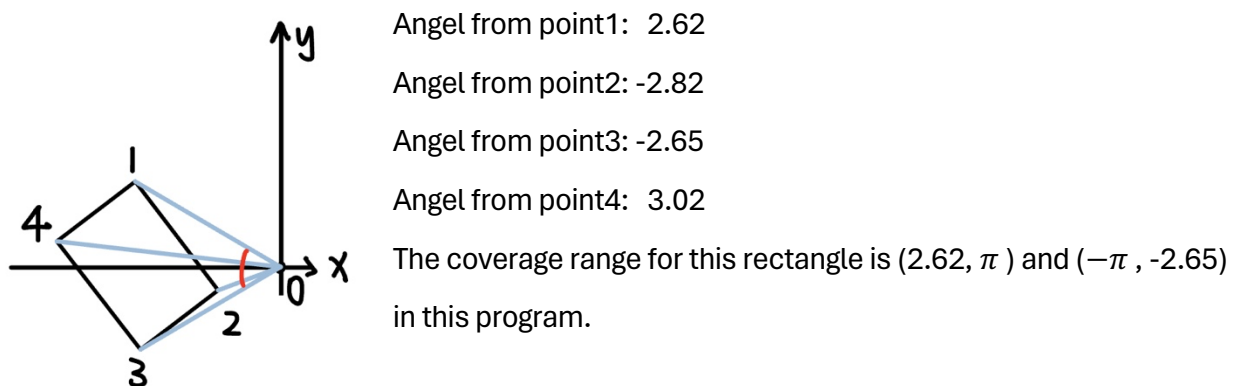 y
1
4
x
0
2
3
Angel from point1: 2.62
Angel from point2: -2.82
Angel from point3: -2.65
Angel from point4: 3.02
The coverage range for this rectangle is (2.62, π ) and (−π , -2.65)
in this program.